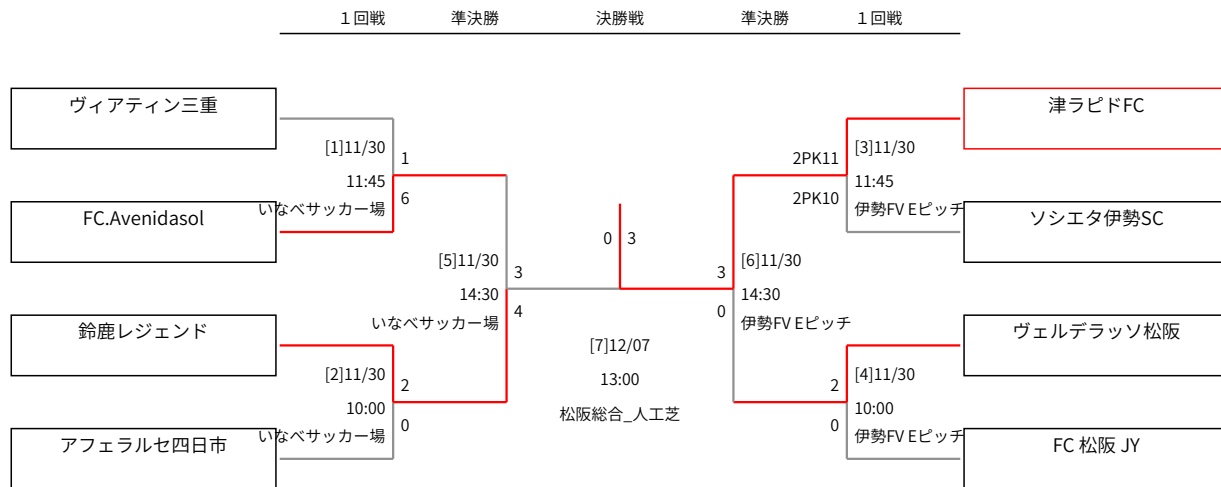 １回戦 準決勝 決勝戦 準決勝 １回戦
ヴィアティン三重
[1]11/30
1
11:45
6
いなべサッカー場
FC.Avenidasol
[5]11/30
3
14:30
4
いなべサッカー場
鈴鹿レジェンド
[2]11/30
2
10:00
0
いなべサッカー場
アフェラルセ四日市
0 3
[7]12/07
13:00
松阪総合_人工芝
津ラピドFC
2PK11
[3]11/30
11:45
2PK10
伊勢FV Eピッチ
ソシエタ伊勢SC
3
[6]11/30
14:30
0
伊勢FV Eピッチ
ヴェルデラッソ松阪
2
[4]11/30
10:00
0
伊勢FV Eピッチ
FC 松阪 JY